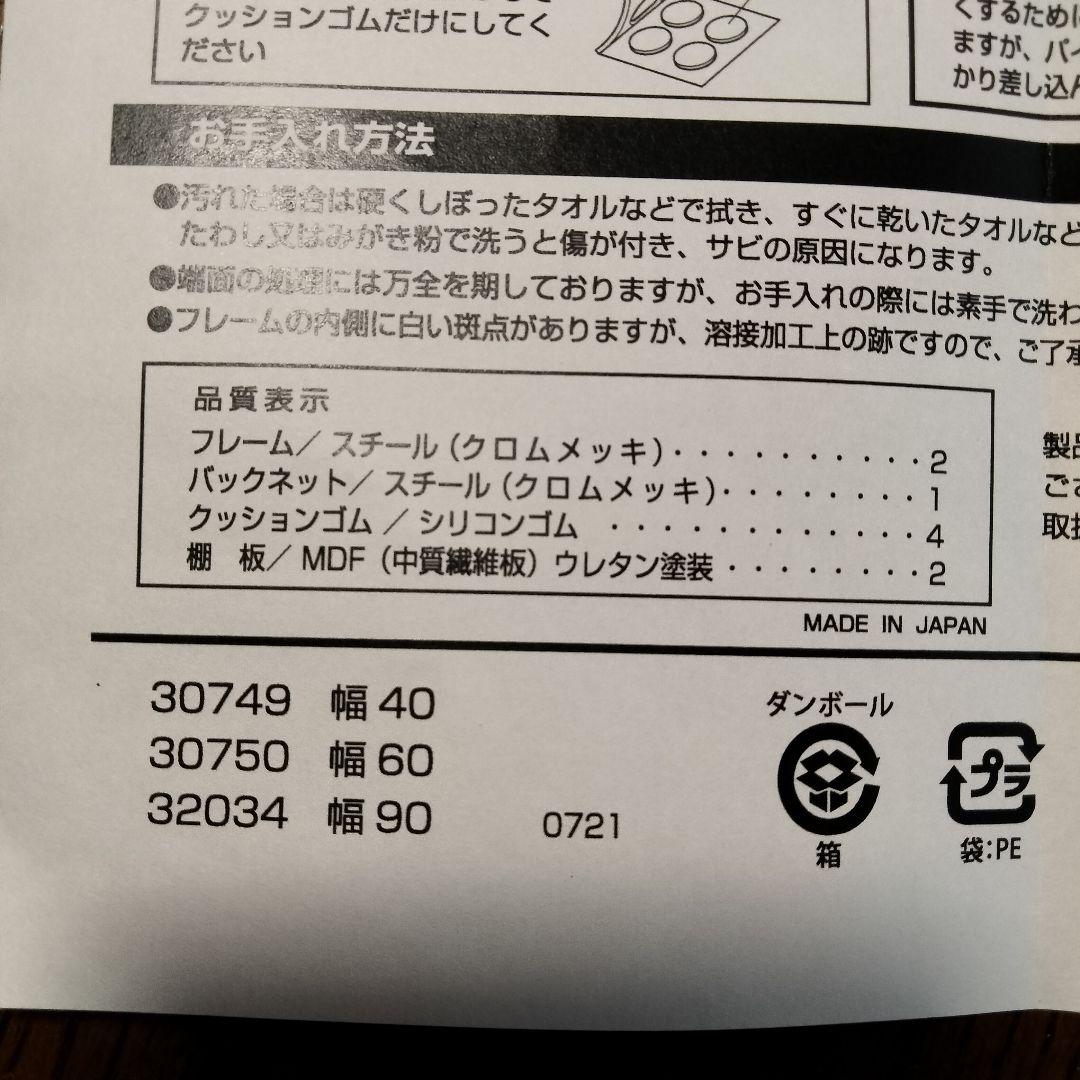 クッションゴムだけにしてく
ださい
くするために
ますが、パイ
かり差し込ん
お手入れ方法
●汚れた場合は硬くしぼったタオルなどで拭き、すぐに乾いたタオルなど
たわし又はみがき粉で洗うと傷が付き、サビの原因になります。
●端面の処理には万全を期しておりますが、お手入れの際には素手で洗わ
●フレームの内側に白い斑点がありますが、溶接加工上の跡ですので、ご了承
品質表示
フレーム／スチール（クロムメッキ）・・・・・・・・・・・2
バックネット／スチール（クロムメッキ）・・・・・・・・・1
クッションゴム／シリコンゴム ・・・・・・・・・・・・4
棚　板／MDF（中質繊維板）ウレタン塗装・・・・・・・・2
製品
ござ
取扱
MADE IN JAPAN
30749 幅40
30750 幅60
32034 幅90
0721
ダンボール
箱
プラ
袋:PE